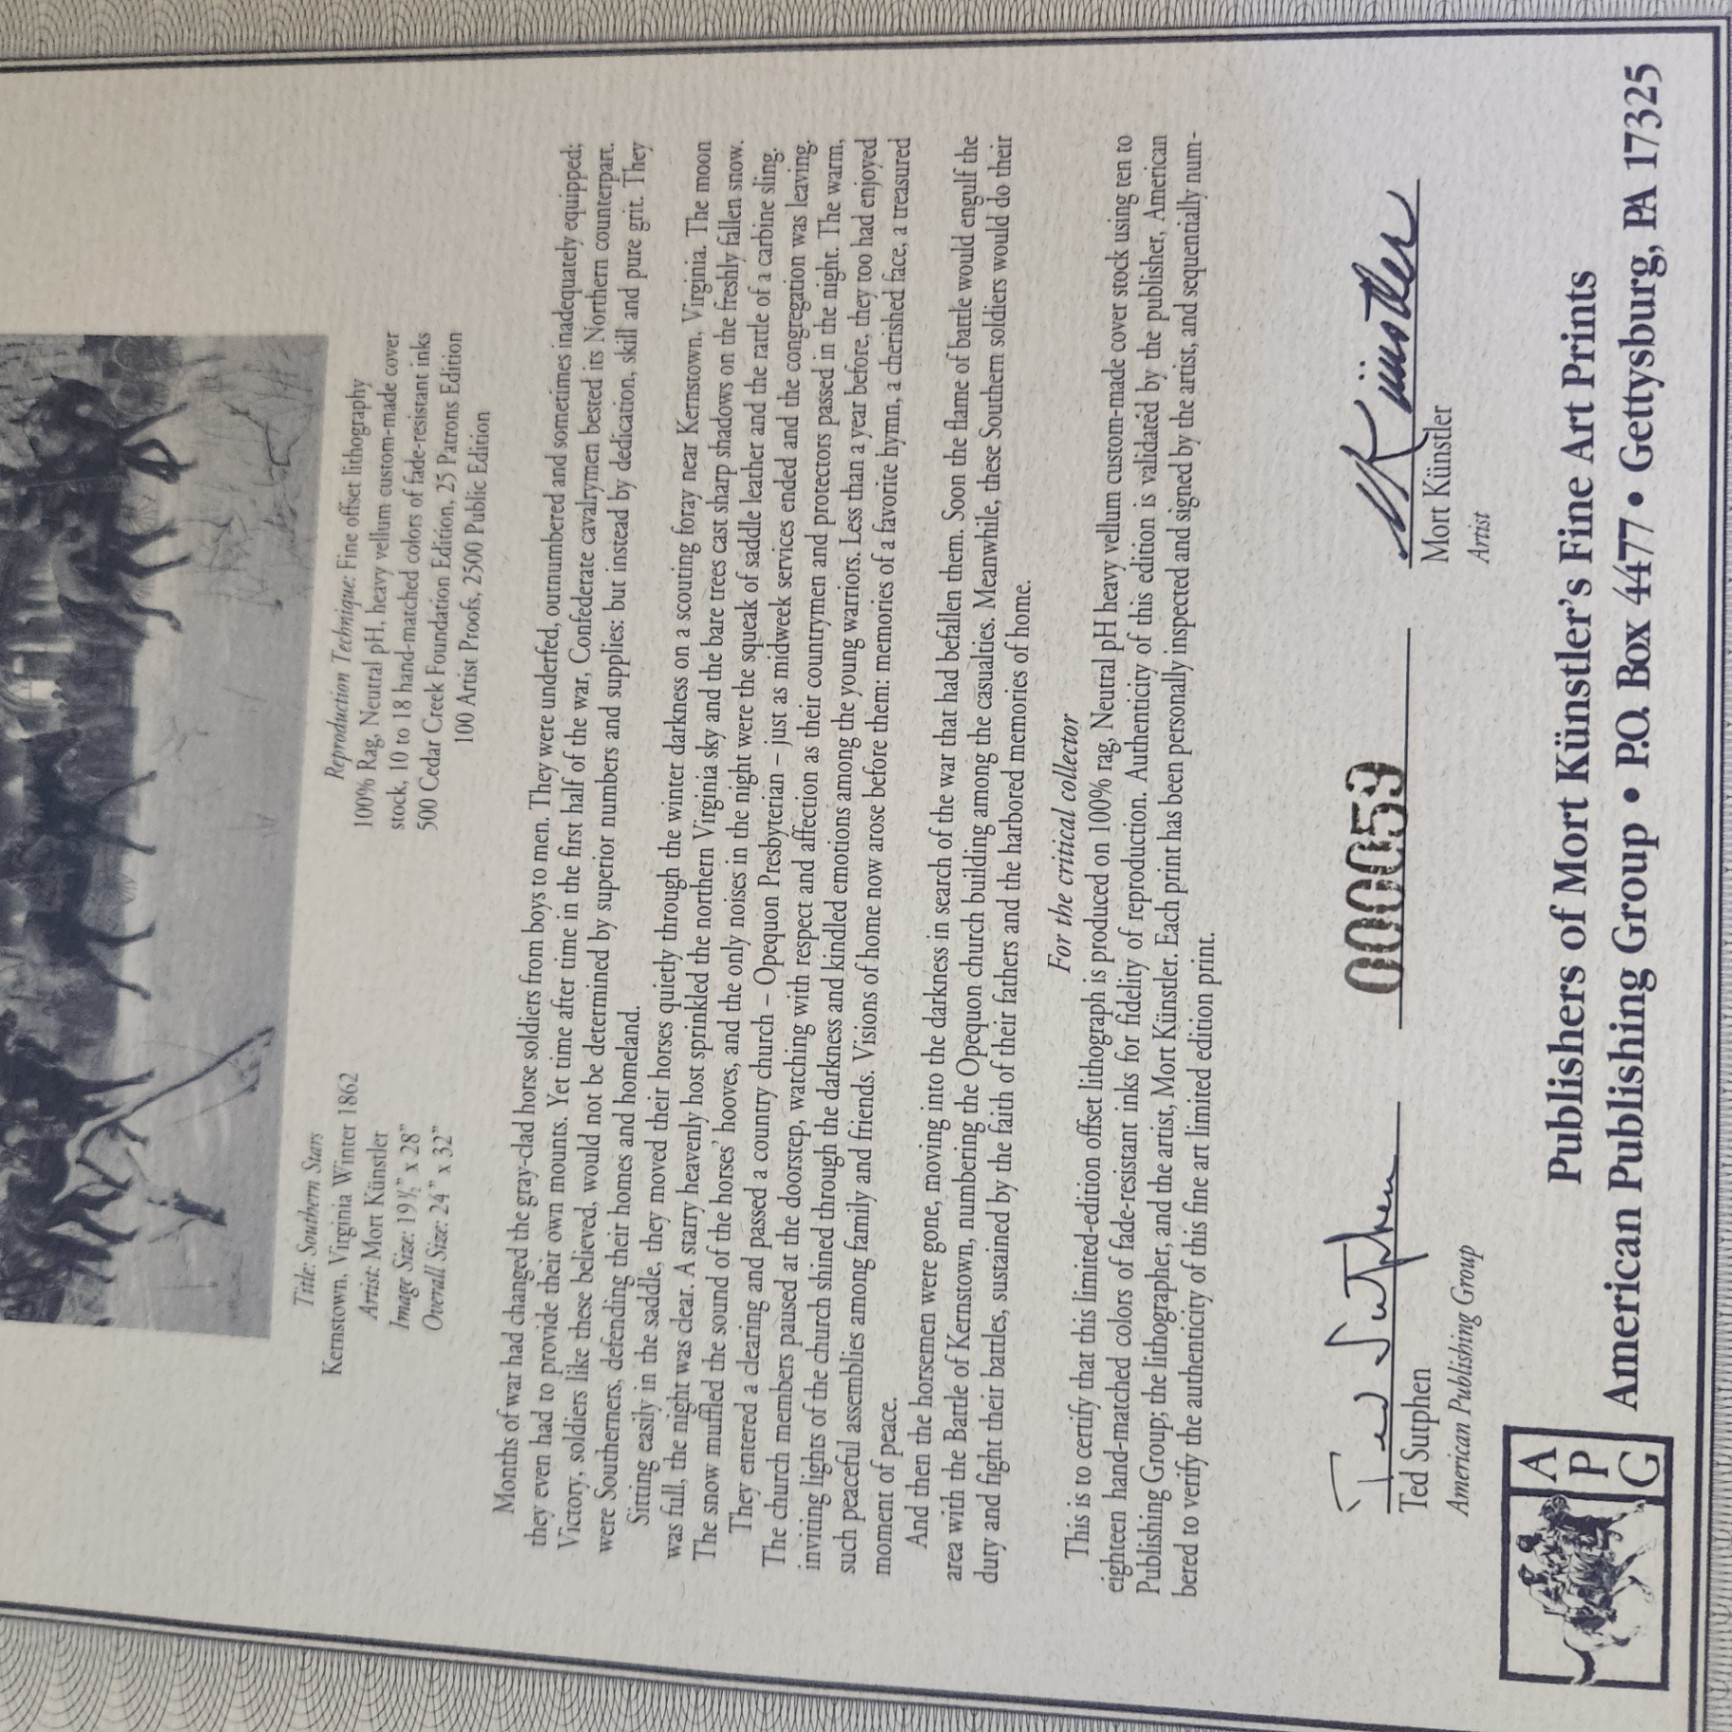 Title: Southern Stars
Kernstown, Virginia Winter 1862
Artist: Mort Künstler
Image Size: 19½" x 28"
Overall Size: 24" x 32"
Reproduction Technique: Fine offset lithography
100% Rag, Neutral pH, heavy vellum custom-made cover
stock, 10 to 18 hand-matched colors of fade-resistant inks
500 Cedar Creek Foundation Edition, 25 Patrons Edition
100 Artist Proofs, 2500 Public Edition
Months of war had changed the gray-clad horse soldiers from boys to men. They were underfed, outnumbered and sometimes inadequately equipped;
they even had to provide their own mounts. Yet time after time in the first half of the war, Confederate cavalrymen bested its Northern counterpart.
Victory, soldiers like these believed, would not be determined by superior numbers and supplies: but instead by dedication, skill and pure grit. They
were Southerners, defending their homes and homeland.
Sitting easily in the saddle, they moved their horses quietly through the winter darkness on a scouting foray near Kernstown, Virginia. The moon
was full, the night was clear. A starry heavenly host sprinkled the northern Virginia sky and the bare trees cast sharp shadows on the freshly fallen snow.
The snow muffled the sound of the horses' hooves, and the only noises in the night were the squeak of saddle leather and the rattle of a carbine sling.
They entered a clearing and passed a country church – Opequon Presbyterian – just as midweek services ended and the congregation was leaving.
The church members paused at the doorstep, watching with respect and affection as their countrymen and protectors passed in the night. The warm,
inviting lights of the church shined through the darkness and kindled emotions among the young warriors. Less than a year before, they too had enjoyed
such peaceful assemblies among family and friends. Visions of home now arose before them: memories of a favorite hymn, a cherished face, a treasured
moment of peace.
And then the horsemen were gone, moving into the darkness in search of the war that had befallen them. Soon the flame of battle would engulf the
area with the Battle of Kernstown, numbering the Opequon church building among the casualties. Meanwhile, these Southern soldiers would do their
duty and fight their battles, sustained by the faith of their fathers and the harbored memories of home.
For the critical collector
This is to certify that this limited-edition offset lithograph is produced on 100% rag, Neutral pH heavy vellum custom-made cover stock using ten to
eighteen hand-matched colors of fade-resistant inks for fidelity of reproduction. Authenticity of this edition is validated by the publisher, American
Publishing Group; the lithographer, and the artist, Mort Künstler. Each print has been personally inspected and signed by the artist, and sequentially num-
bered to verify the authenticity of this fine art limited edition print.
Ted Sutphen
000059
M Künstler
Ted Sutphen
American Publishing Group
Mort Künstler
Artist
A
P
G
Publishers of Mort Künstler's Fine Art Prints
American Publishing Group • P.O. Box 4477 • Gettysburg, PA 17325